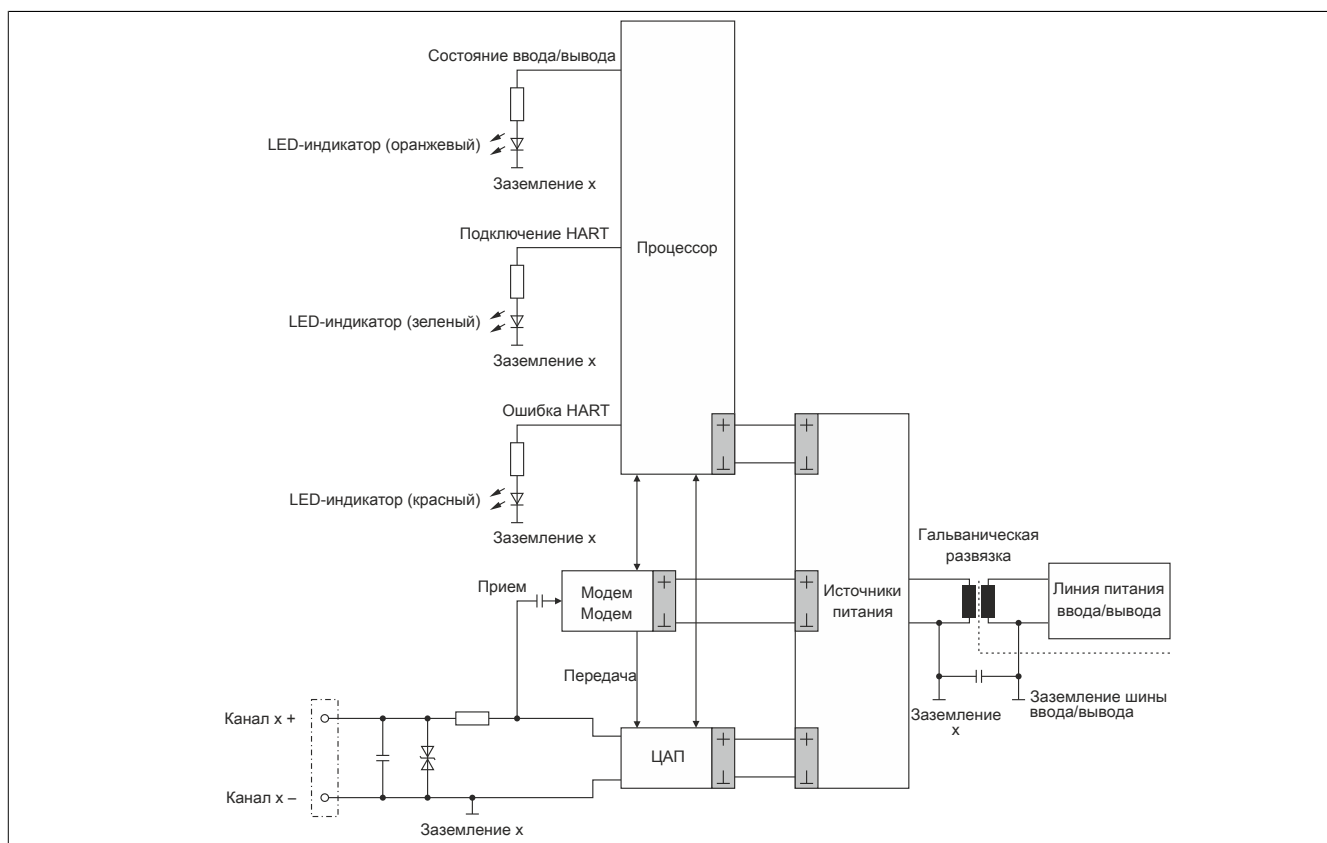 Состояние ввода/вывода
LED-индикатор (оранжевый)
Заземление x
Подключение HART
Процессор
LED-индикатор (зеленый)
Заземление x
Ошибка HART
+
+
⊥
⊥
LED-индикатор (красный)
Заземление x
Гальваническая
развязка
Прием
Модем
Модем
+
⊥
+
⊥
Источники
питания
Линия питания
ввода/вывода
Передача
Заземление
x
Заземление шины
ввода/вывода
Канал x +
ЦАП
+
⊥
+
⊥
Канал x –
Заземление x